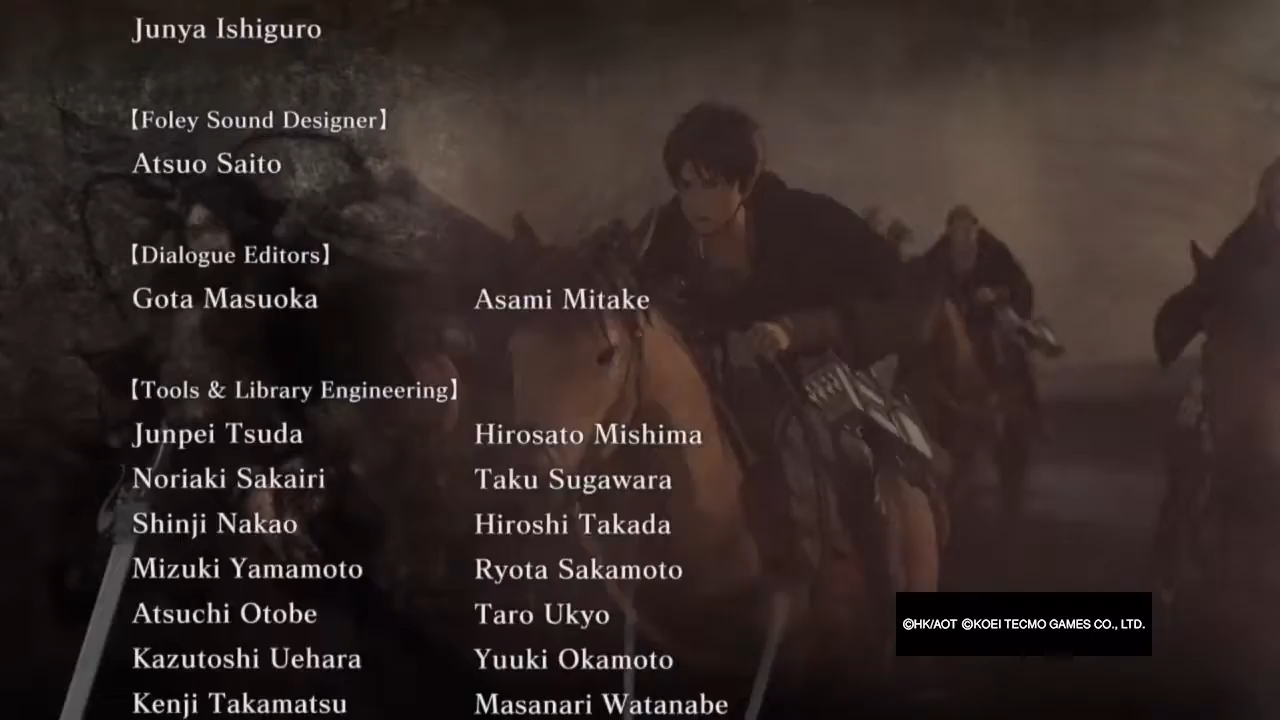 Junya Ishiguro
【Foley Sound Designer】
Atsuo Saito
【Dialogue Editors】
Gota Masuoka Asami Mitake
【Tools & Library Engineering】
Junpei Tsuda Hirosato Mishima
Noriaki Sakairi Taku Sugawara
Shinji Nakao Hiroshi Takada
Mizuki Yamamoto Ryota Sakamoto
Atsuchi Otobe Taro Ukyo
Kazutoshi Uehara Yuuki Okamoto
Kenji Takamatsu Masanari Watanabe
©HK/AOT ©KOEI TECMO GAMES CO., LTD.